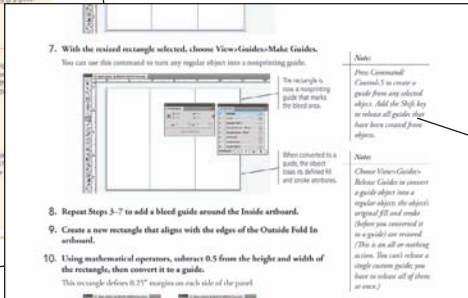 7. With the resized rectangle selected, choose View>Guides>Make Guides.
You can use this command to turn any regular object into a nonprinting guide.
The rectangle is
now a nonprinting
guide that marks
the bleed area.
When converted to a
guide, the object
loses its defined fill
and stroke attributes.
8. Repeat Steps 3–7 to add a bleed guide around the Inside artboard.
9. Create a new rectangle that aligns with the edges of the Outside Fold In
artboard.
10. Using mathematical operators, subtract 0.5 from the height and width of
the rectangle, then convert it to a guide.
This rectangle defines 0.25" margins on each side of the panel.
Note:
Press Command/
Control-5 to create a
guide from any selected
object. Add the Shift key
to release all guides that
have been created from
objects.
Note:
Choose View>Guides>
Release Guides to convert
a guide object into a
regular object; the object's
original fill and stroke
(before you converted it
to a guide) are restored.
(This is an all or nothing
action. You can't release a
single custom guide; you
have to release all of them
at once.)